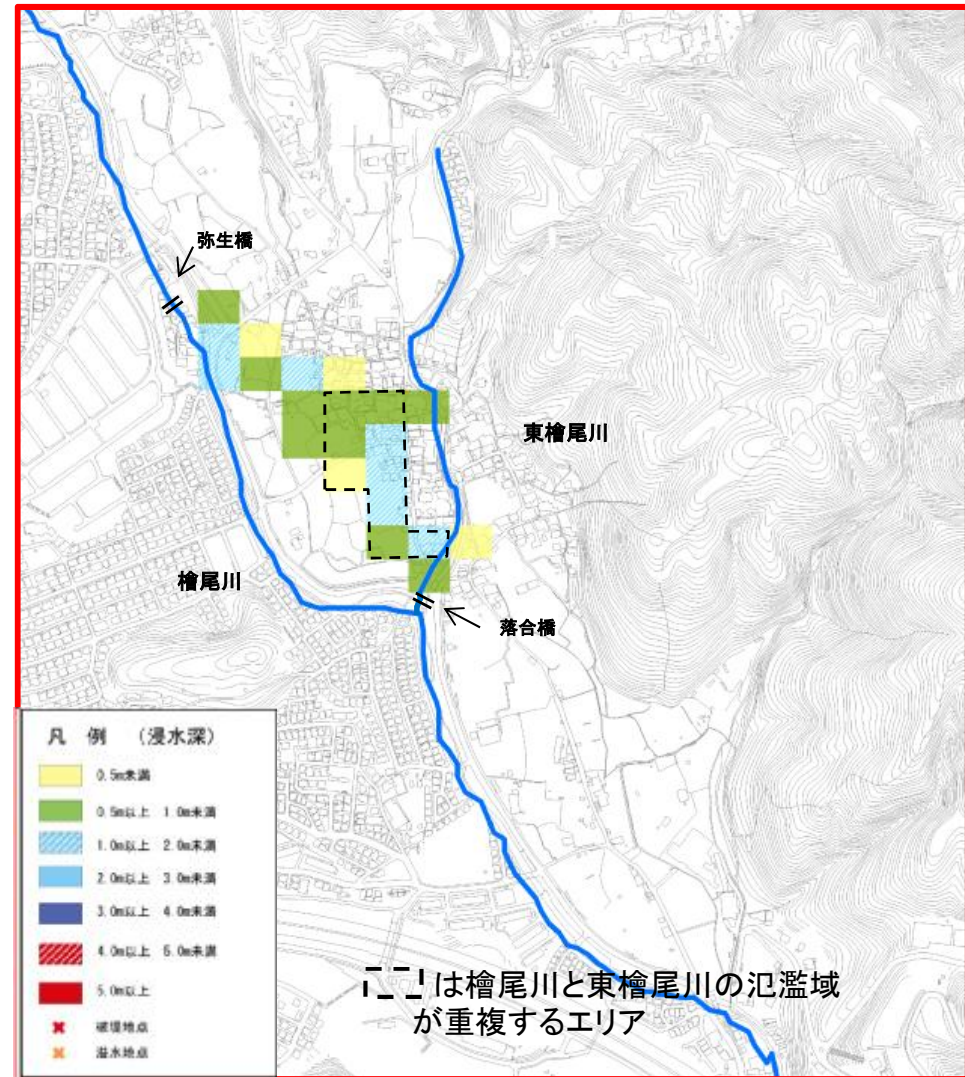 弥生橋
東檜尾川
檜尾川
落合橋
凡 例 (浸水深)
0.5m未満
0.5m以上 1.0m未満
1.0m以上 2.0m未満
2.0m以上 3.0m未満
3.0m以上 4.0m未満
4.0m以上 5.0m未満
5.0m以上
破堤地点
溢水地点
は檜尾川と東檜尾川の氾濫域
が重複するエリア